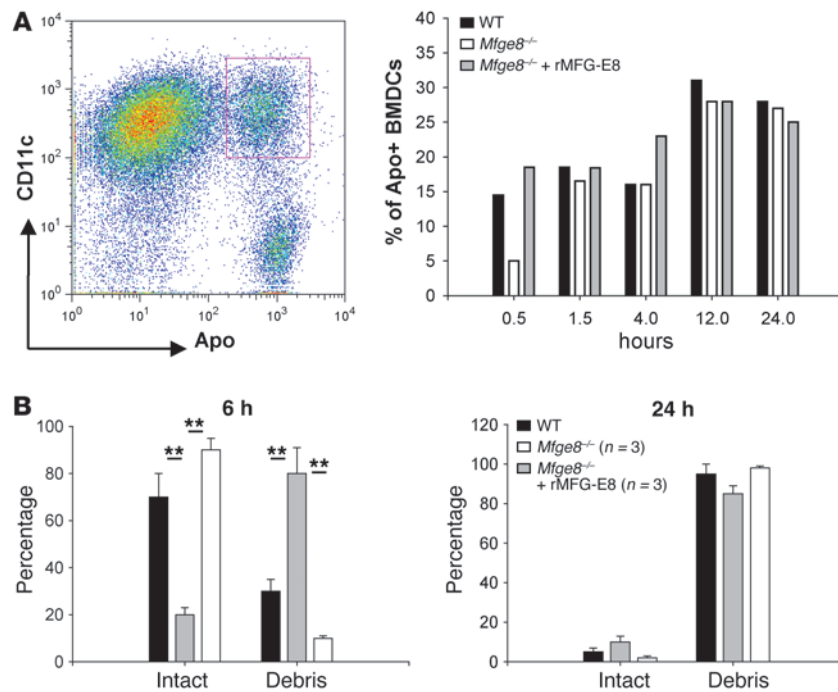 A
CD11c
10⁴
10³
10²
10¹
10⁰
10⁰ 10¹ 10² 10³ 10⁴
Apo
WT
Mfge8⁻/⁻
Mfge8⁻/⁻ + rMFG-E8
% of Apo+ BMDCs
40
35
30
25
20
15
10
5
0
0.5 1.5 4.0 12.0 24.0
hours
B
6 h
Percentage
100
80
60
40
20
0
** ** ** **
Intact Debris
24 h
WT
Mfge8⁻/⁻ (n = 3)
Mfge8⁻/⁻
+ rMFG-E8 (n = 3)
Percentage
120
100
80
60
40
20
10
0
Intact Debris